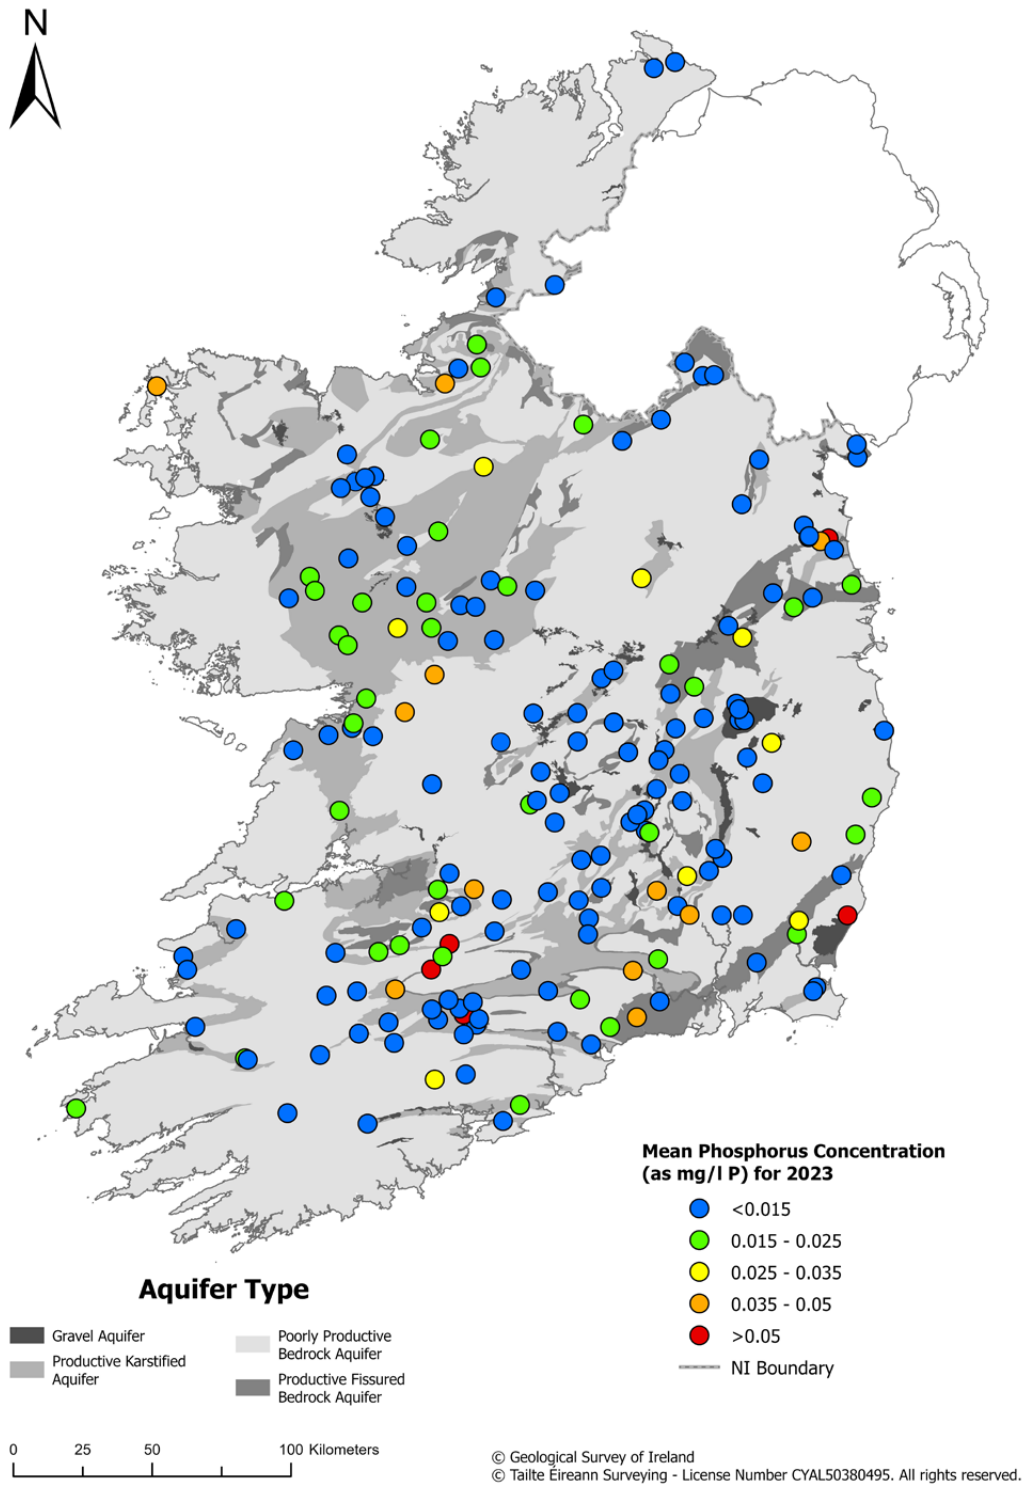 N
Mean Phosphorus Concentration
(as mg/l P) for 2023
<0.015
0.015 - 0.025
0.025 - 0.035
0.035 - 0.05
>0.05
NI Boundary
Aquifer Type
Gravel Aquifer
Productive Karstified
Aquifer
Poorly Productive
Bedrock Aquifer
Productive Fissured
Bedrock Aquifer
0 25 50 100 Kilometers
© Geological Survey of Ireland
© Tailte Éireann Surveying - License Number CYAL50380495. All rights reserved.